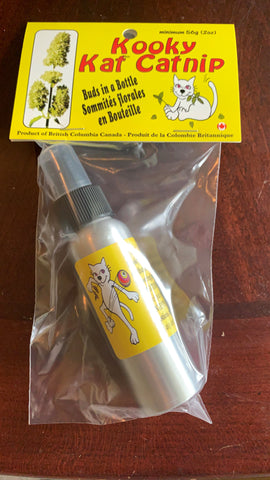 minimum 56g (2oz)
Kooky
Kat Catnip
Buds in a Bottle
Sommités florales
en Bouteille
Product of British Columbia Canada - Produit de la Colombie Britannique